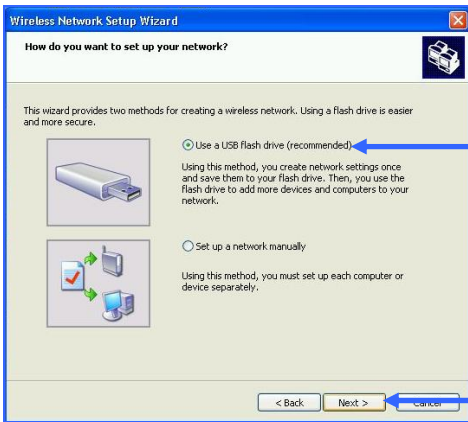 Wireless Network Setup Wizard
How do you want to set up your network?
This wizard provides two methods for creating a wireless network. Using a flash drive is easier
and more secure.
Use a USB flash drive (recommended)
Using this method, you create network settings once
and save them to your flash drive. Then, you use the
flash drive to add more devices and computers to your
network.
Set up a network manually
Using this method, you must set up each computer or
device separately.
< Back Next > Cancel